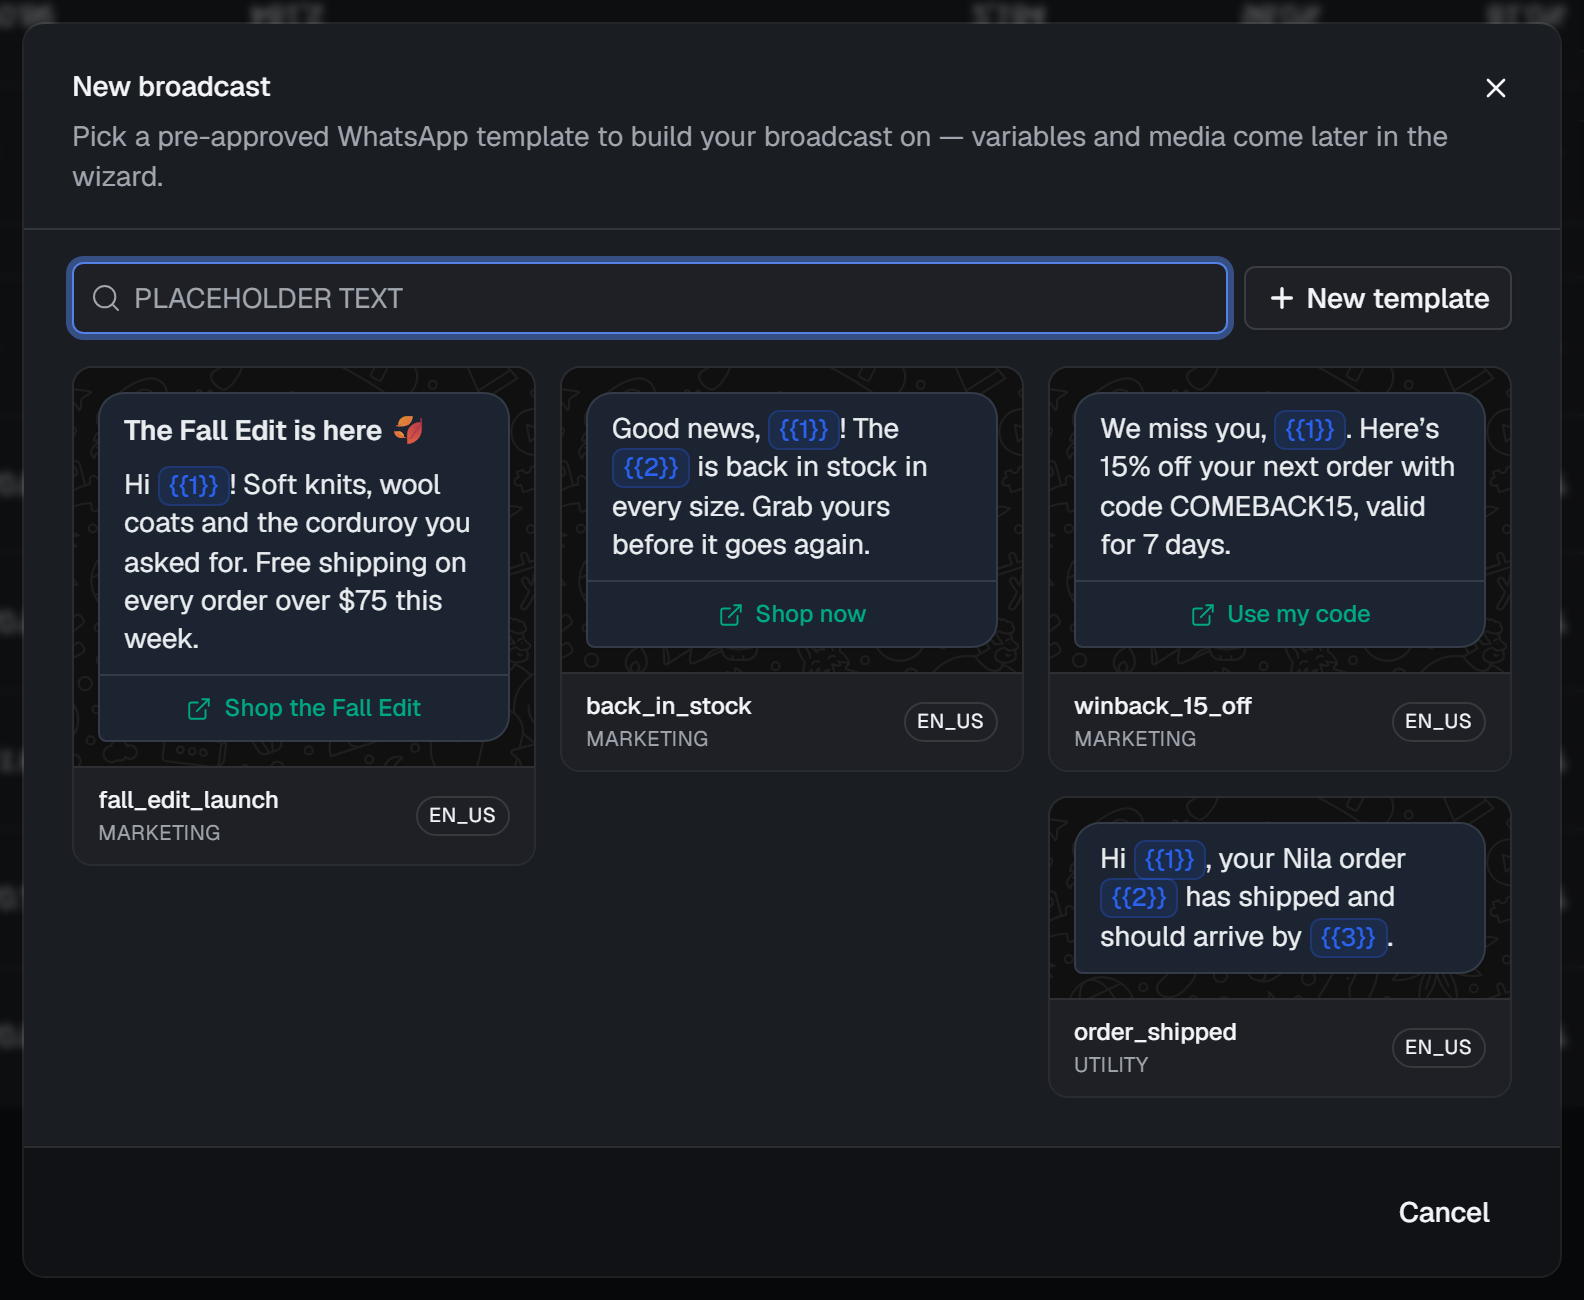 New broadcast
Pick a pre-approved WhatsApp template to build your broadcast on — variables and media come later in the
wizard.
PLACEHOLDER TEXT
New template
The Fall Edit is here 🍂
Hi {{1}}! Soft knits, wool
coats and the corduroy you
asked for. Free shipping on
every order over $75 this
week.
Shop the Fall Edit
fall_edit_launch
MARKETING
EN_US
Good news, {{1}}! The
{{2}} is back in stock in
every size. Grab yours
before it goes again.
Shop now
back_in_stock
MARKETING
EN_US
We miss you, {{1}}. Here’s
15% off your next order with
code COMEBACK15, valid
for 7 days.
Use my code
winback_15_off
MARKETING
EN_US
Hi {{1}}, your Nila order
{{2}} has shipped and
should arrive by {{3}}.
order_shipped
UTILITY
EN_US
Cancel